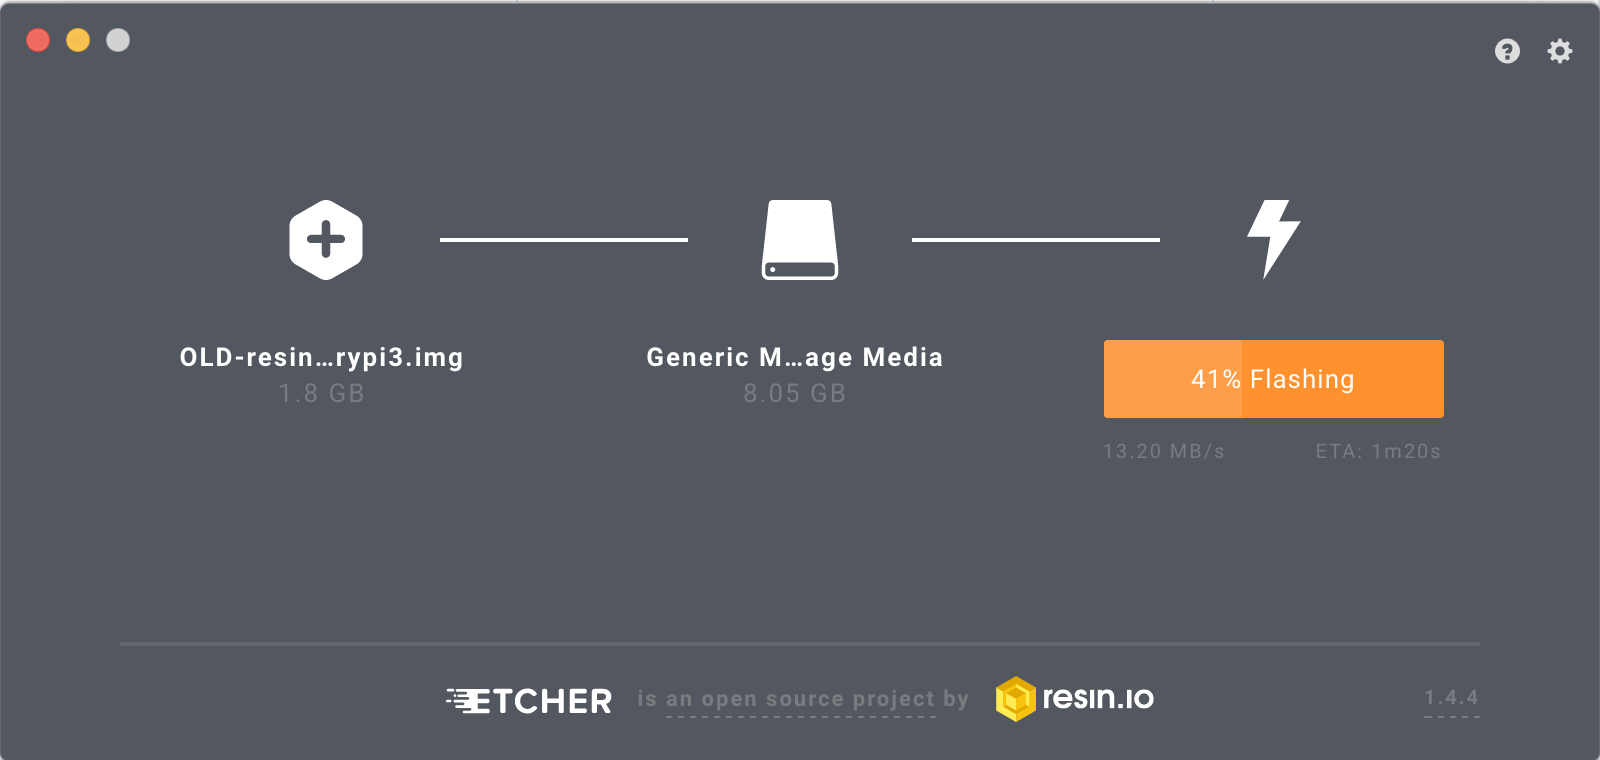 OLD-resin...rypi3.img
1.8 GB
Generic M...age Media
8.05 GB
41% Flashing
13.20 MB/s
ETA: 1m20s
ETCHER is an open source project by resin.io
1.4.4